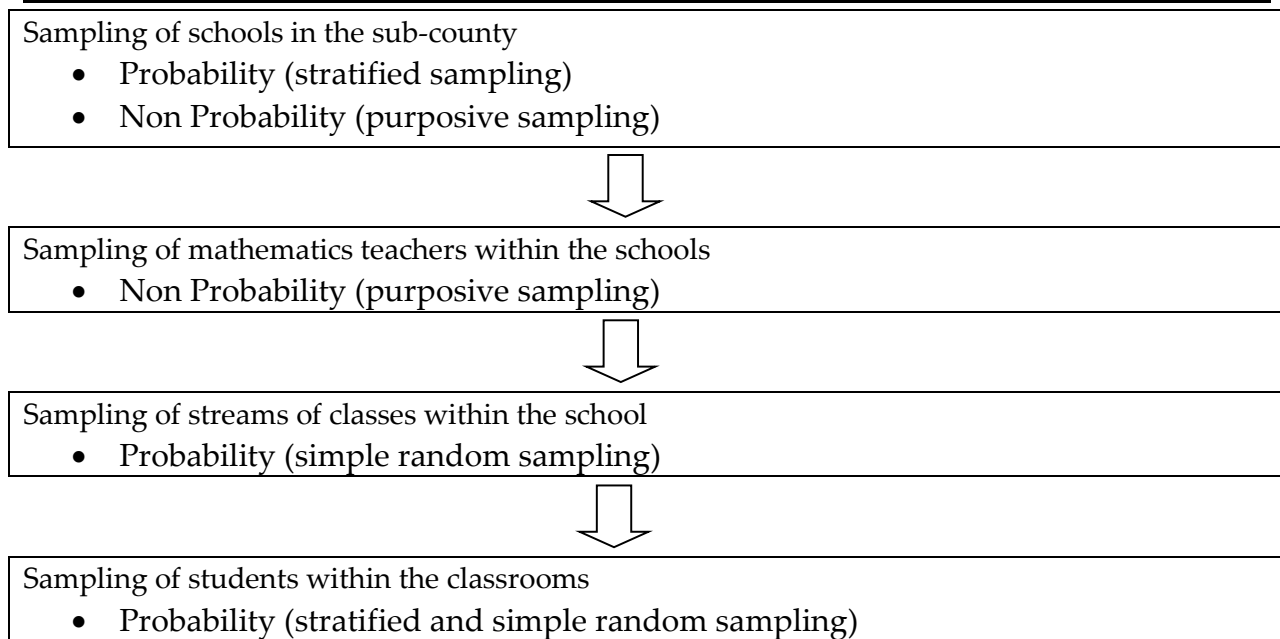 Sampling of schools in the sub-county
• Probability (stratified sampling)
• Non Probability (purposive sampling)
Sampling of mathematics teachers within the schools
• Non Probability (purposive sampling)
Sampling of streams of classes within the school
• Probability (simple random sampling)
Sampling of students within the classrooms
• Probability (stratified and simple random sampling)